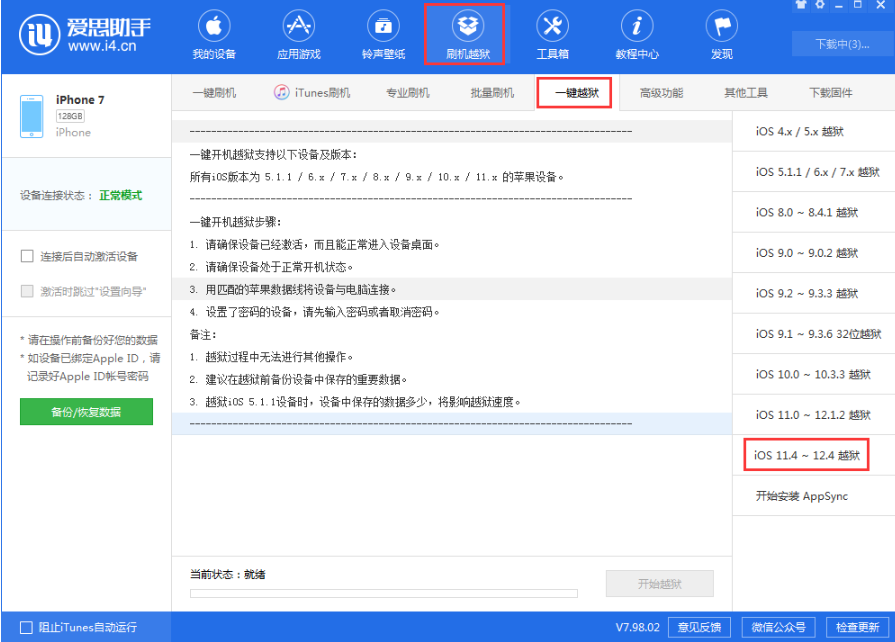 iU 爱思助手
www.i4.cn
我的设备
应用游戏
铃声壁纸
刷机越狱
工具箱
教程中心
发现
下载中(3)...
iPhone 7
128GB
iPhone
设备连接状态： 正常模式
连接后自动激活设备
激活时跳过"设置向导"
* 请在操作前备份好您的数据
* 如设备已绑定Apple ID，请
记录好Apple ID帐号密码
备份/恢复数据
一键刷机
iTunes刷机
专业刷机
批量刷机
一键越狱
高级功能
其他工具
下载固件
一键开机越狱支持以下设备及版本：
所有iOS版本为 5.1.1 / 6.x / 7.x / 8.x / 9.x / 10.x / 11.x 的苹果设备。
一键开机越狱步骤：
1. 请确保设备已经激活，而且能正常进入设备桌面。
2. 请确保设备处于正常开机状态。
3. 用匹配的苹果数据线将设备与电脑连接。
4. 设置了密码的设备，请先输入密码或者取消密码。
备注：
1. 越狱过程中无法进行其他操作。
2. 建议在越狱前备份设备中保存的重要数据。
3. 越狱iOS 5.1.1设备时，设备中保存的数据多少，将影响越狱速度。
当前状态：就绪
开始越狱
iOS 4.x / 5.x 越狱
iOS 5.1.1 / 6.x / 7.x 越狱
iOS 8.0 ~ 8.4.1 越狱
iOS 9.0 ~ 9.0.2 越狱
iOS 9.2 ~ 9.3.3 越狱
iOS 9.1 ~ 9.3.6 32位越狱
iOS 10.0 ~ 10.3.3 越狱
iOS 11.0 ~ 12.1.2 越狱
iOS 11.4 ~ 12.4 越狱
开始安装 AppSync
阻止iTunes自动运行
V7.98.02
意见反馈
微信公众号
检查更新